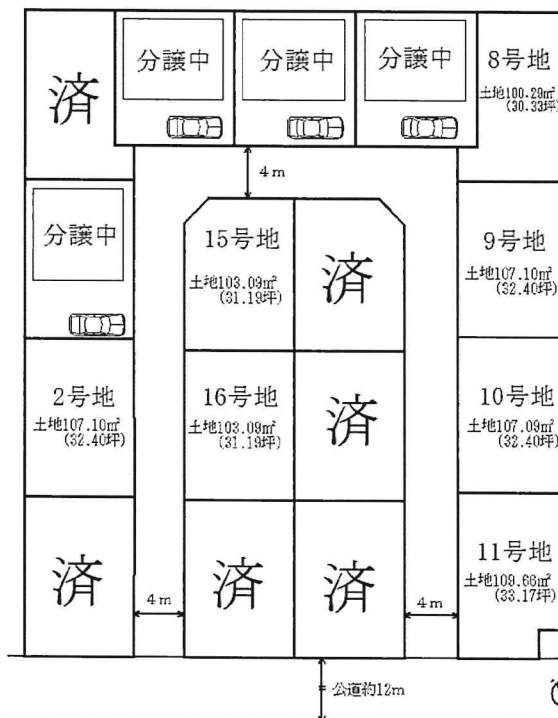 済
分譲中
分譲中
分譲中
8号地
土地100.29㎡
(30.33坪)
4m
分譲中
15号地
土地103.09㎡
(31.19坪)
済
9号地
土地107.10㎡
(32.40坪)
2号地
土地107.10㎡
(32.40坪)
16号地
土地103.09㎡
(31.19坪)
済
10号地
土地107.09㎡
(32.40坪)
済
済
済
11号地
土地109.66㎡
(33.17坪)
4m
4m
公道約12m